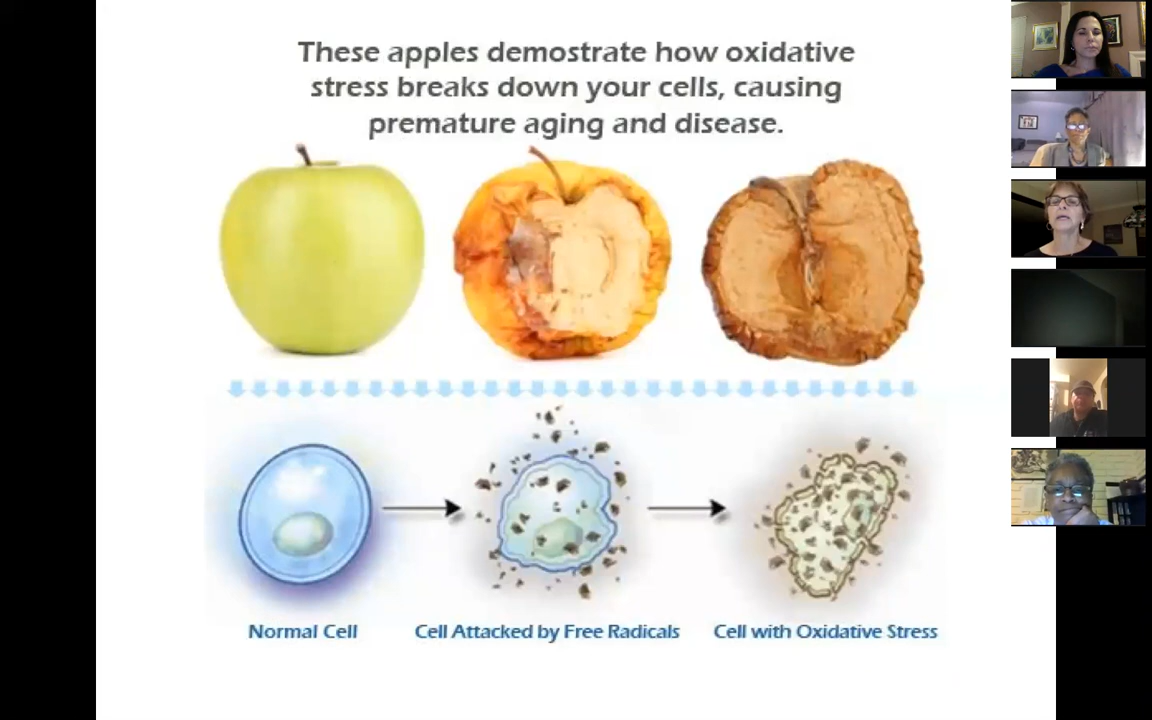 These apples demostrate how oxidative
stress breaks down your cells, causing
premature aging and disease.
Normal Cell
Cell Attacked by Free Radicals
Cell with Oxidative Stress